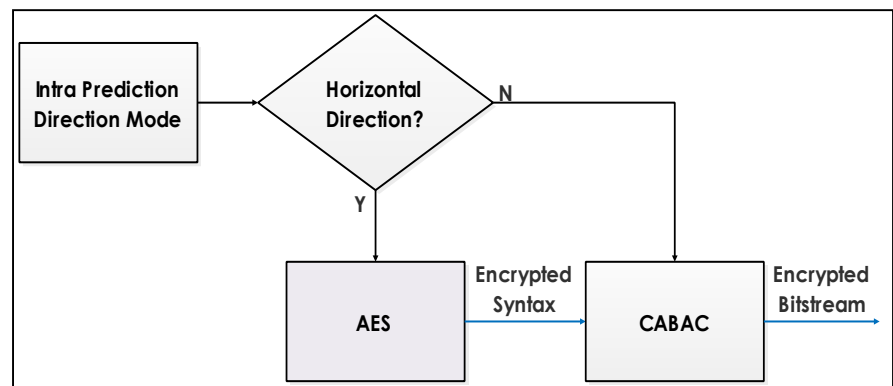 Intra Prediction
Direction Mode
Horizontal
Direction?
N
Y
AES
Encrypted
Syntax
CABAC
Encrypted
Bitstream